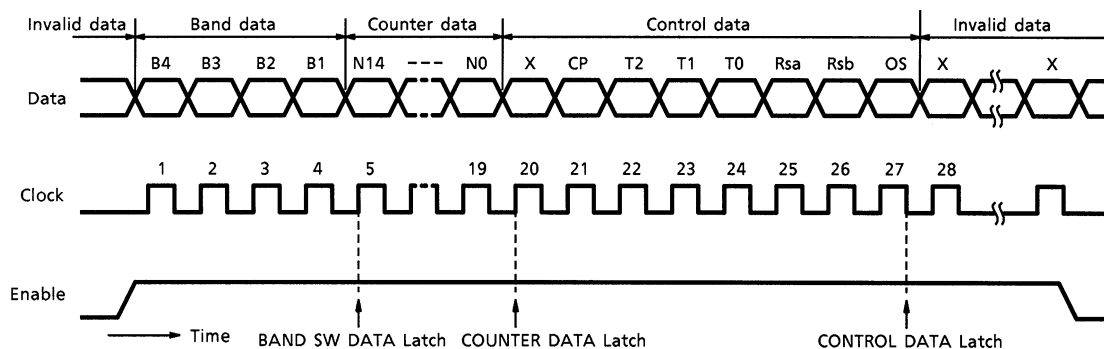 Invalid data Band data Counter data Control data Invalid data
B4 B3 B2 B1 N14 ---- N0 X CP T2 T1 T0 Rsa Rsb OS X X
Data
1 2 3 4 5 19 20 21 22 23 24 25 26 27 28
Clock
Enable
Time BAND SW DATA Latch COUNTER DATA Latch CONTROL DATA Latch